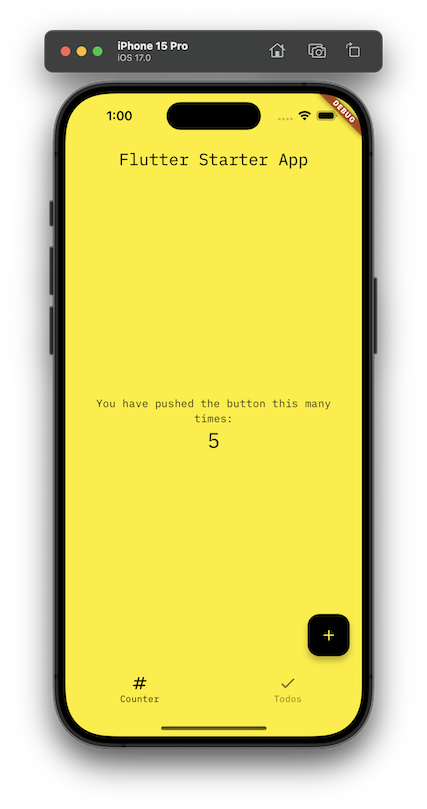 iPhone 15 Pro
iOS 17.0
1:00
DEBUG
Flutter Starter App
You have pushed the button this many
times:
5
+
# 
Counter
Todos